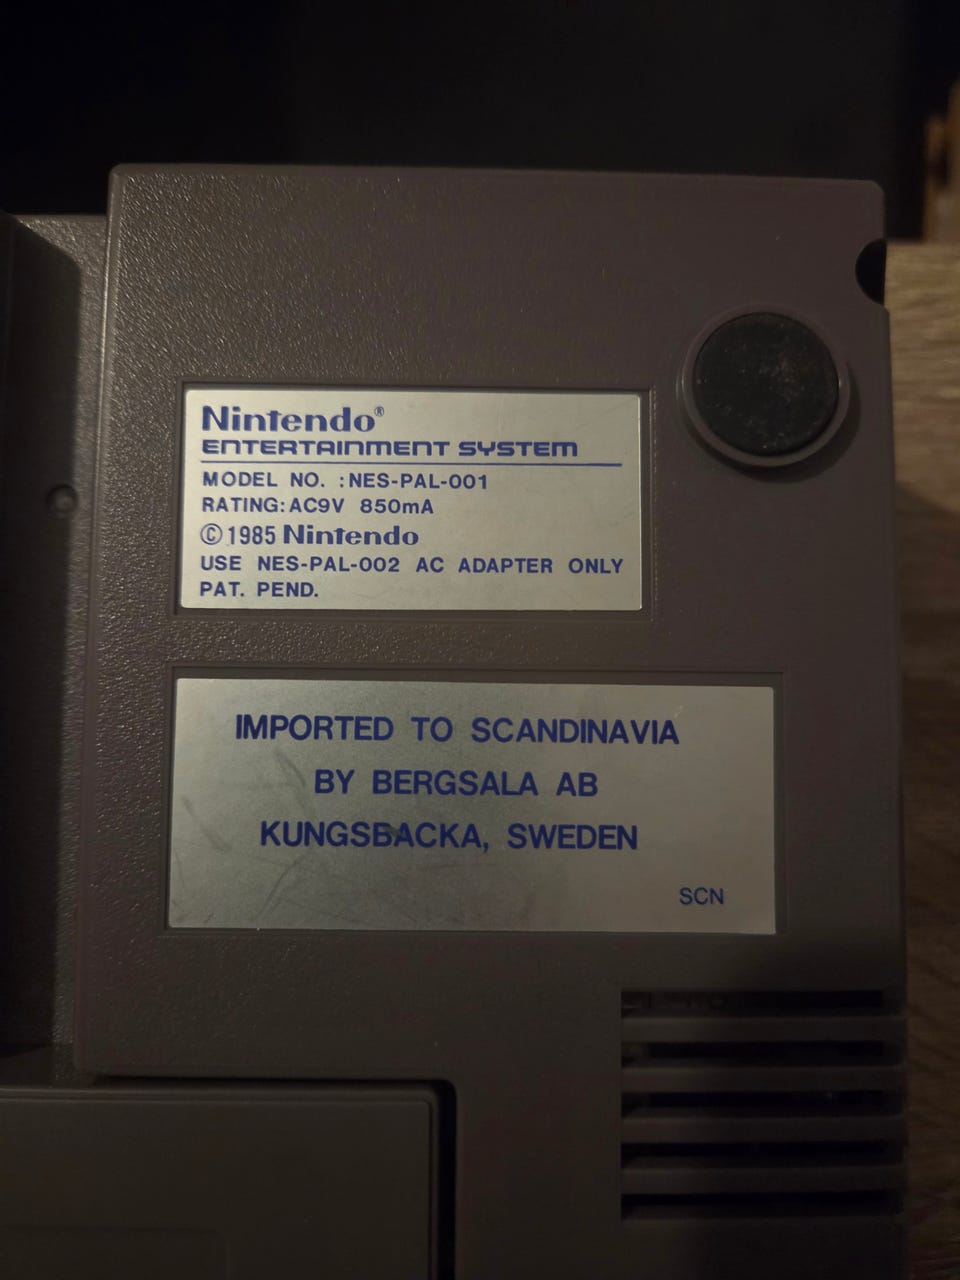 Nintendo®
ENTERTAINMENT SYSTEM
MODEL NO. :NES-PAL-001
RATING:AC9V 850mA
©1985 Nintendo
USE NES-PAL-002 AC ADAPTER ONLY
PAT. PEND.
IMPORTED TO SCANDINAVIA
BY BERGSALA AB
KUNGSBACKA, SWEDEN
SCN